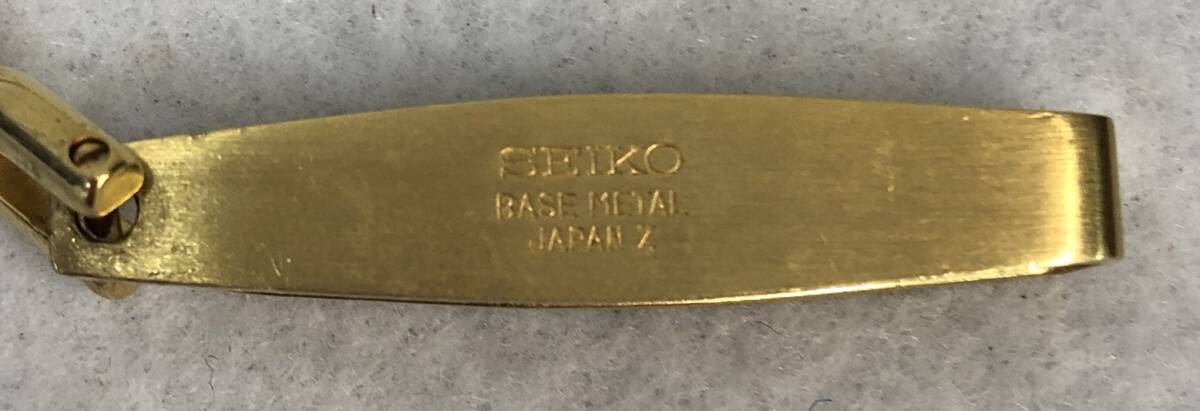 SEIKO
BASE METAL
JAPAN Z